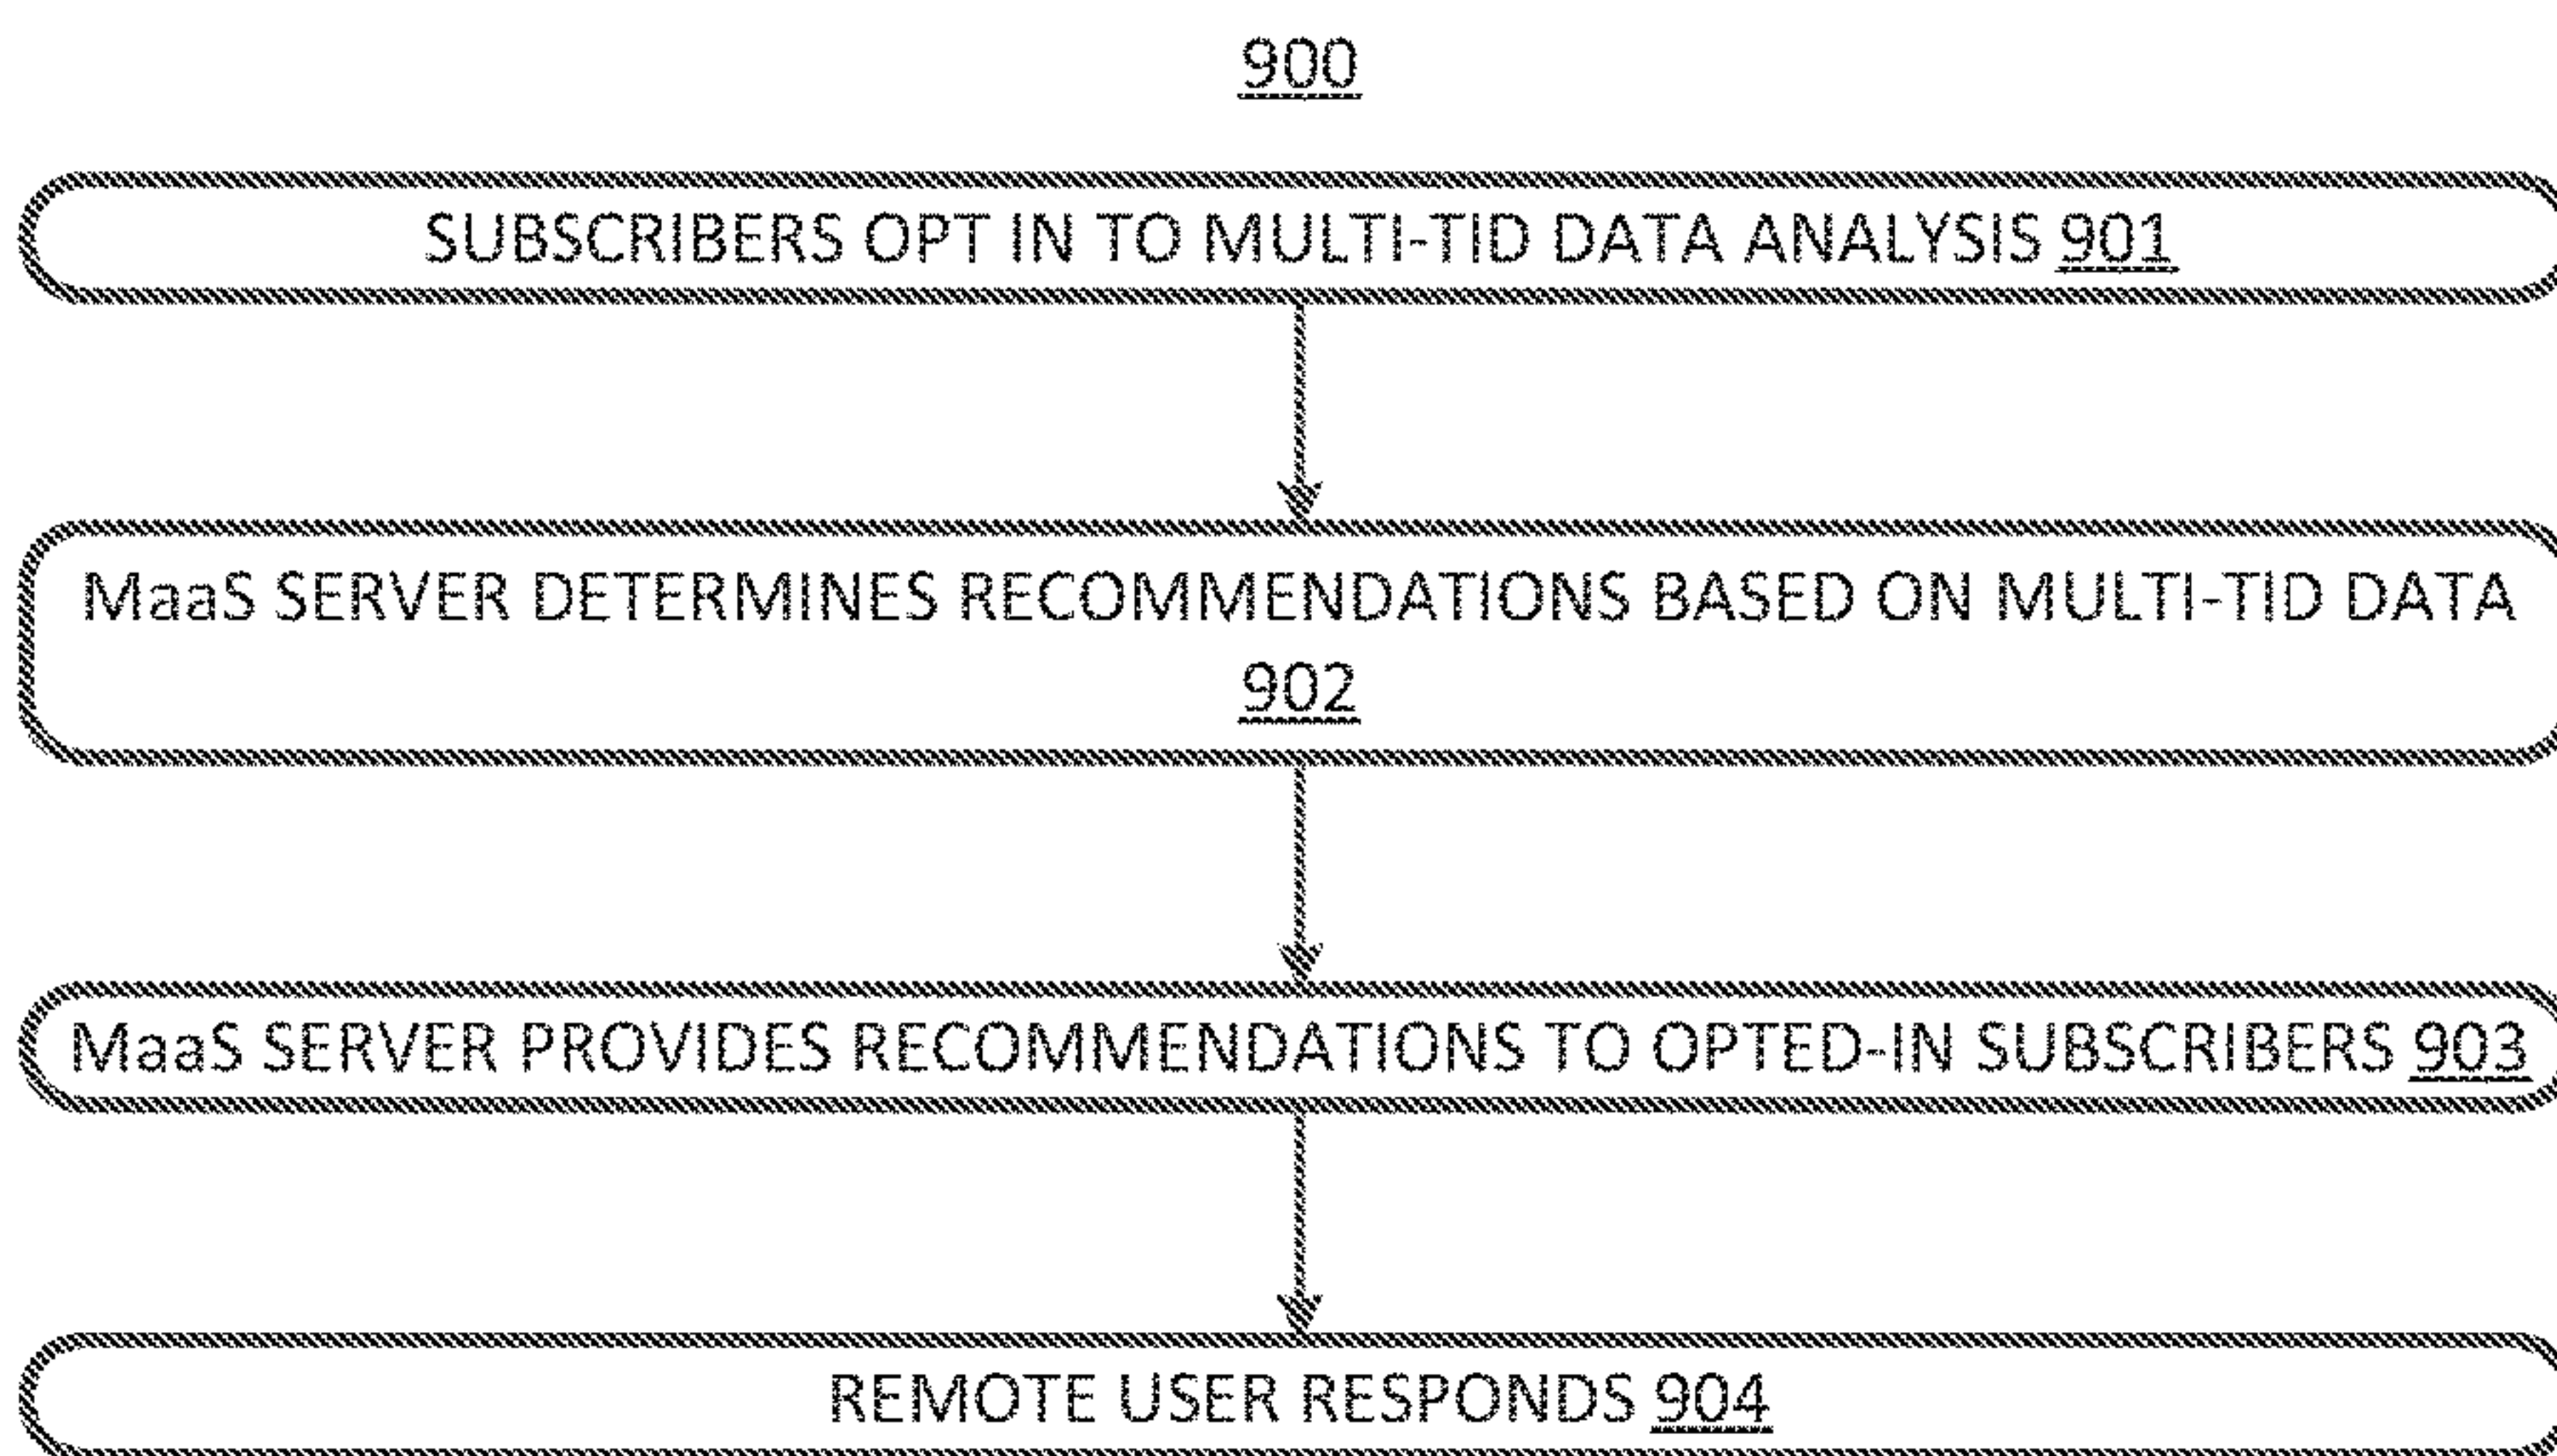 900
SUBSCRIBERS OPT IN TO MULTI-TID DATA ANALYSIS 901
MaaS SERVER DETERMINES RECOMMENDATIONS BASED ON MULTI-TID DATA
902
MaaS SERVER PROVIDES RECOMMENDATIONS TO OPTED-IN SUBSCRIBERS 903
REMOTE USER RESPONDS 904